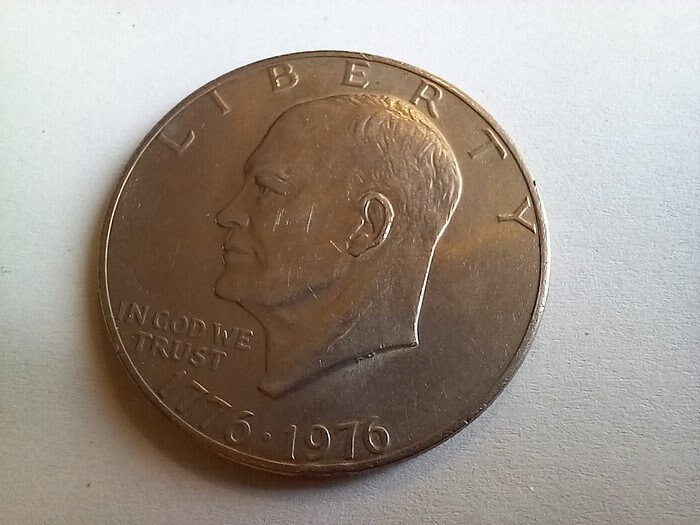 LIBERTY
IN GOD WE
TRUST
1776 · 1976